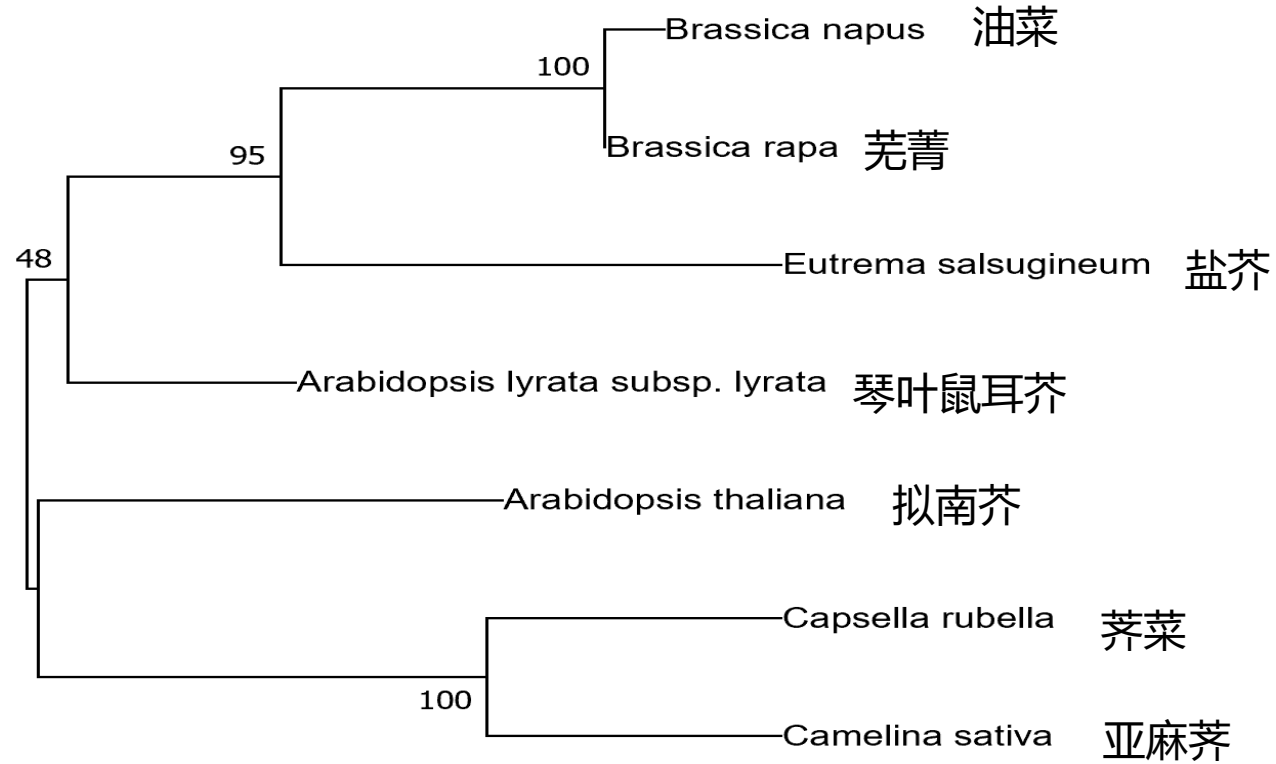 Brassica napus 油菜
100
Brassica rapa 芜菁
95
48
Eutrema salsugineum 盐芥
Arabidopsis lyrata subsp. lyrata 琴叶鼠耳芥
Arabidopsis thaliana 拟南芥
Capsella rubella 荠菜
100
Camelina sativa 亚麻荠